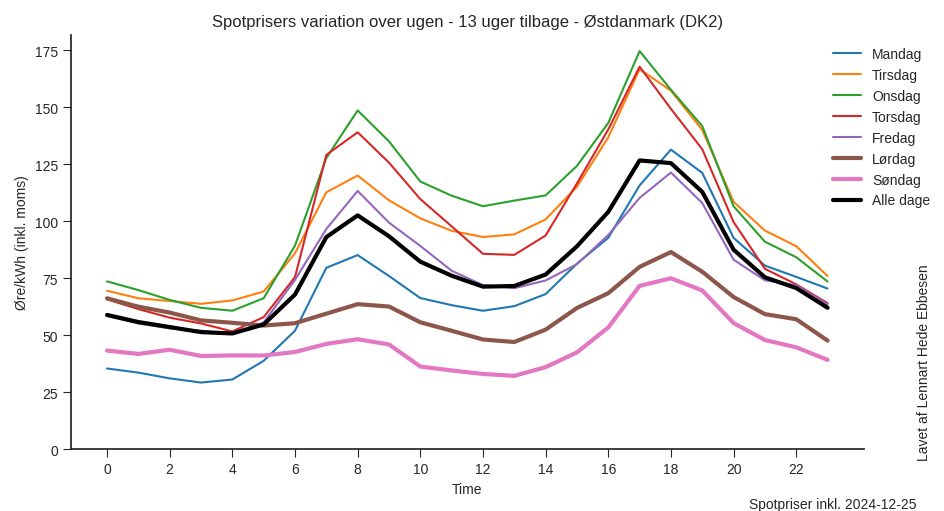 Spotprisers variation over ugen - 13 uger tilbage - Østdanmark (DK2)
Øre/kWh (inkl. moms)
175
150
125
100
75
50
25
0
0 2 4 6 8 10 12 14 16 18 20 22
Time
Mandag
Tirsdag
Onsdag
Torsdag
Fredag
Lørdag
Søndag
Alle dage
Lavet af Lennart Hede Ebbesen
Spotpriser inkl. 2024-12-25